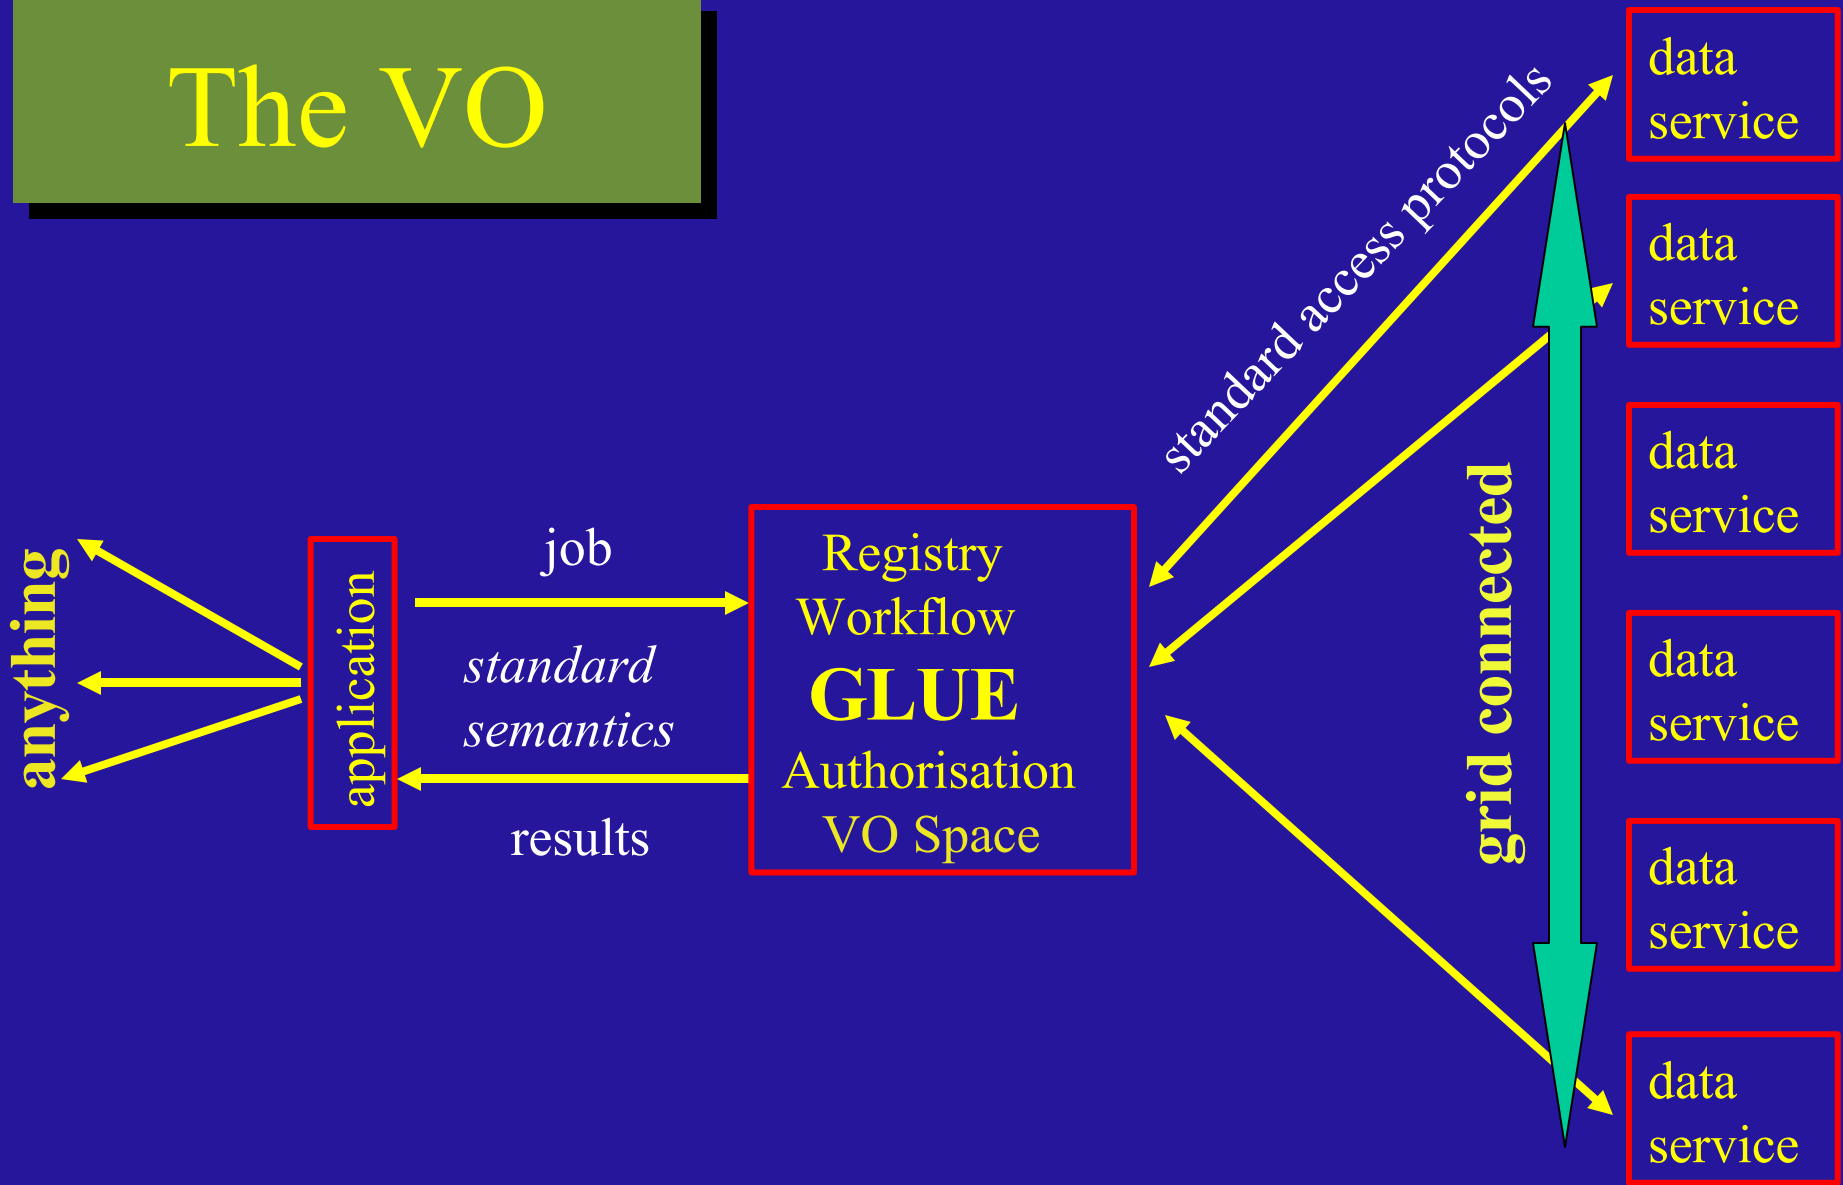 The VO
anything
application
job
standard
semantics
results
Registry
Workflow
GLUE
Authorisation
VO Space
standard access protocols
grid connected
data
service
data
service
data
service
data
service
data
service
data
service